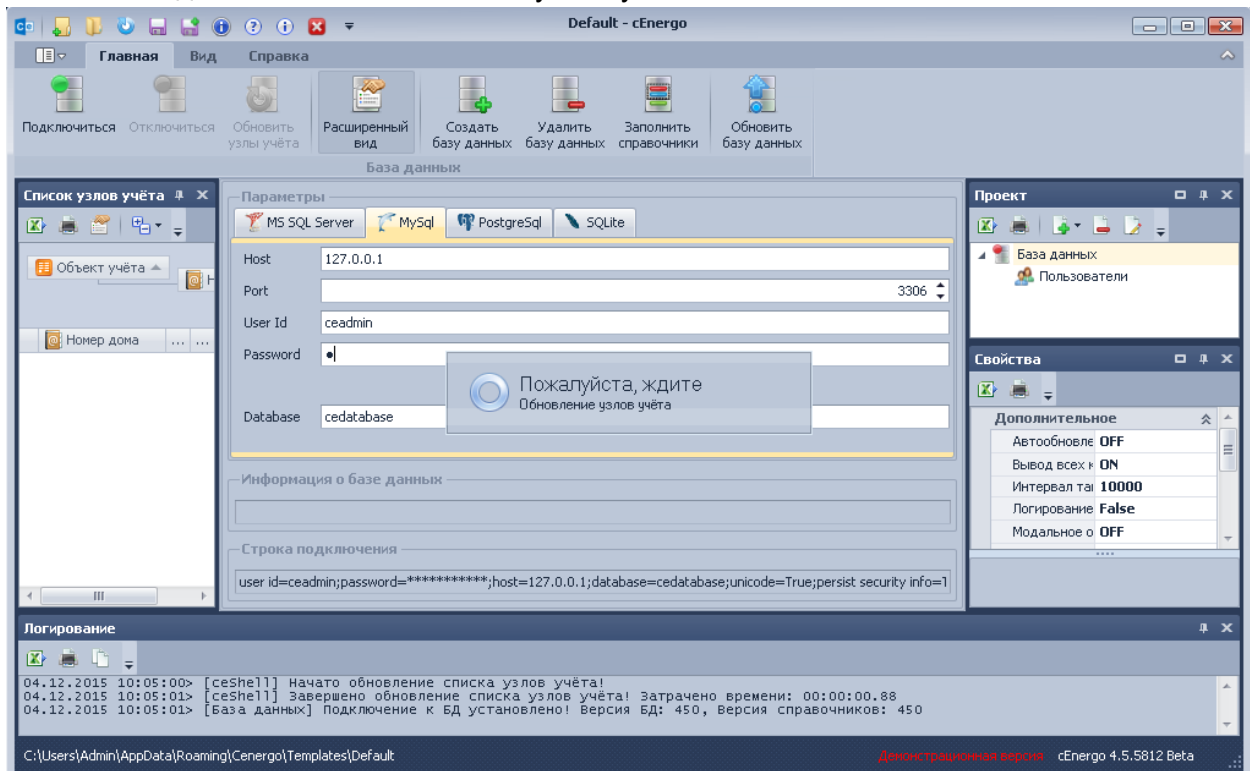 Default - cEnergo
Главная Вид Справка
Подключиться Отключиться Обновить узлы учёта Расширенный вид Создать базу данных Удалить базу данных Заполнить справочники Обновить базу данных
База данных
Список узлов учёта
Объект учёта
Номер дома ... ...
Параметры
MS SQL Server MySql PostgreSql SQLite
Host 127.0.0.1
Port 3306
User Id ceadmin
Password
Пожалуйста, ждите
Обновление узлов учёта
Database cedatabase
Информация о базе данных
Строка подключения
user id=ceadmin;password=***********;host=127.0.0.1;database=cedatabase;unicode=True;persist security info=
Проект
База данных
Пользователи
Свойства
Дополнительное
Автообновле OFF
Вывод всех OFF ON
Интервал 10000
Логирование False
Модальное о OFF
Логирование
04.12.2015 10:05:00> [ceShell] Начато обновление списка узлов учёта!
04.12.2015 10:05:01> [ceShell] Завершено обновление списка узлов учёта! Затрачено времени: 00:00:00.88
04.12.2015 10:05:01> [База данных] Подключение к БД установлено! Версия БД: 450, Версия справочников: 450
C:\Users\Admin\AppData\Roaming\Cenergo\Templates\Default Демонстрационная версия cEnergo 4.5.5812 Beta